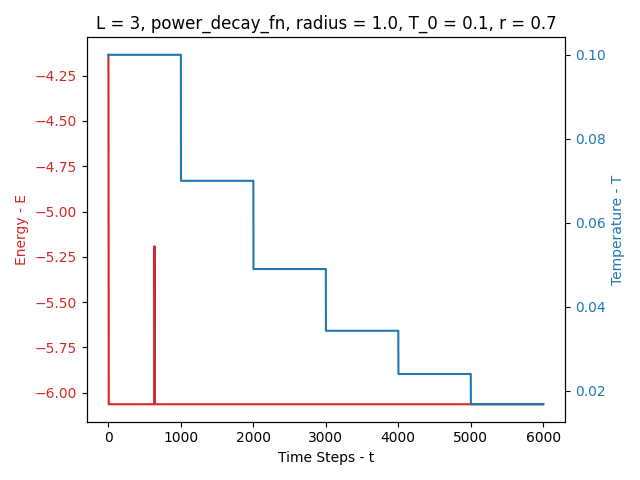 L = 3, power_decay_fn, radius = 1.0, T_0 = 0.1, r = 0.7
Energy - E
−4.25
−4.50
−4.75
−5.00
−5.25
−5.50
−5.75
−6.00
0.10
0.08
0.06
0.04
0.02
Temperature - T
0 1000 2000 3000 4000 5000 6000
Time Steps - t